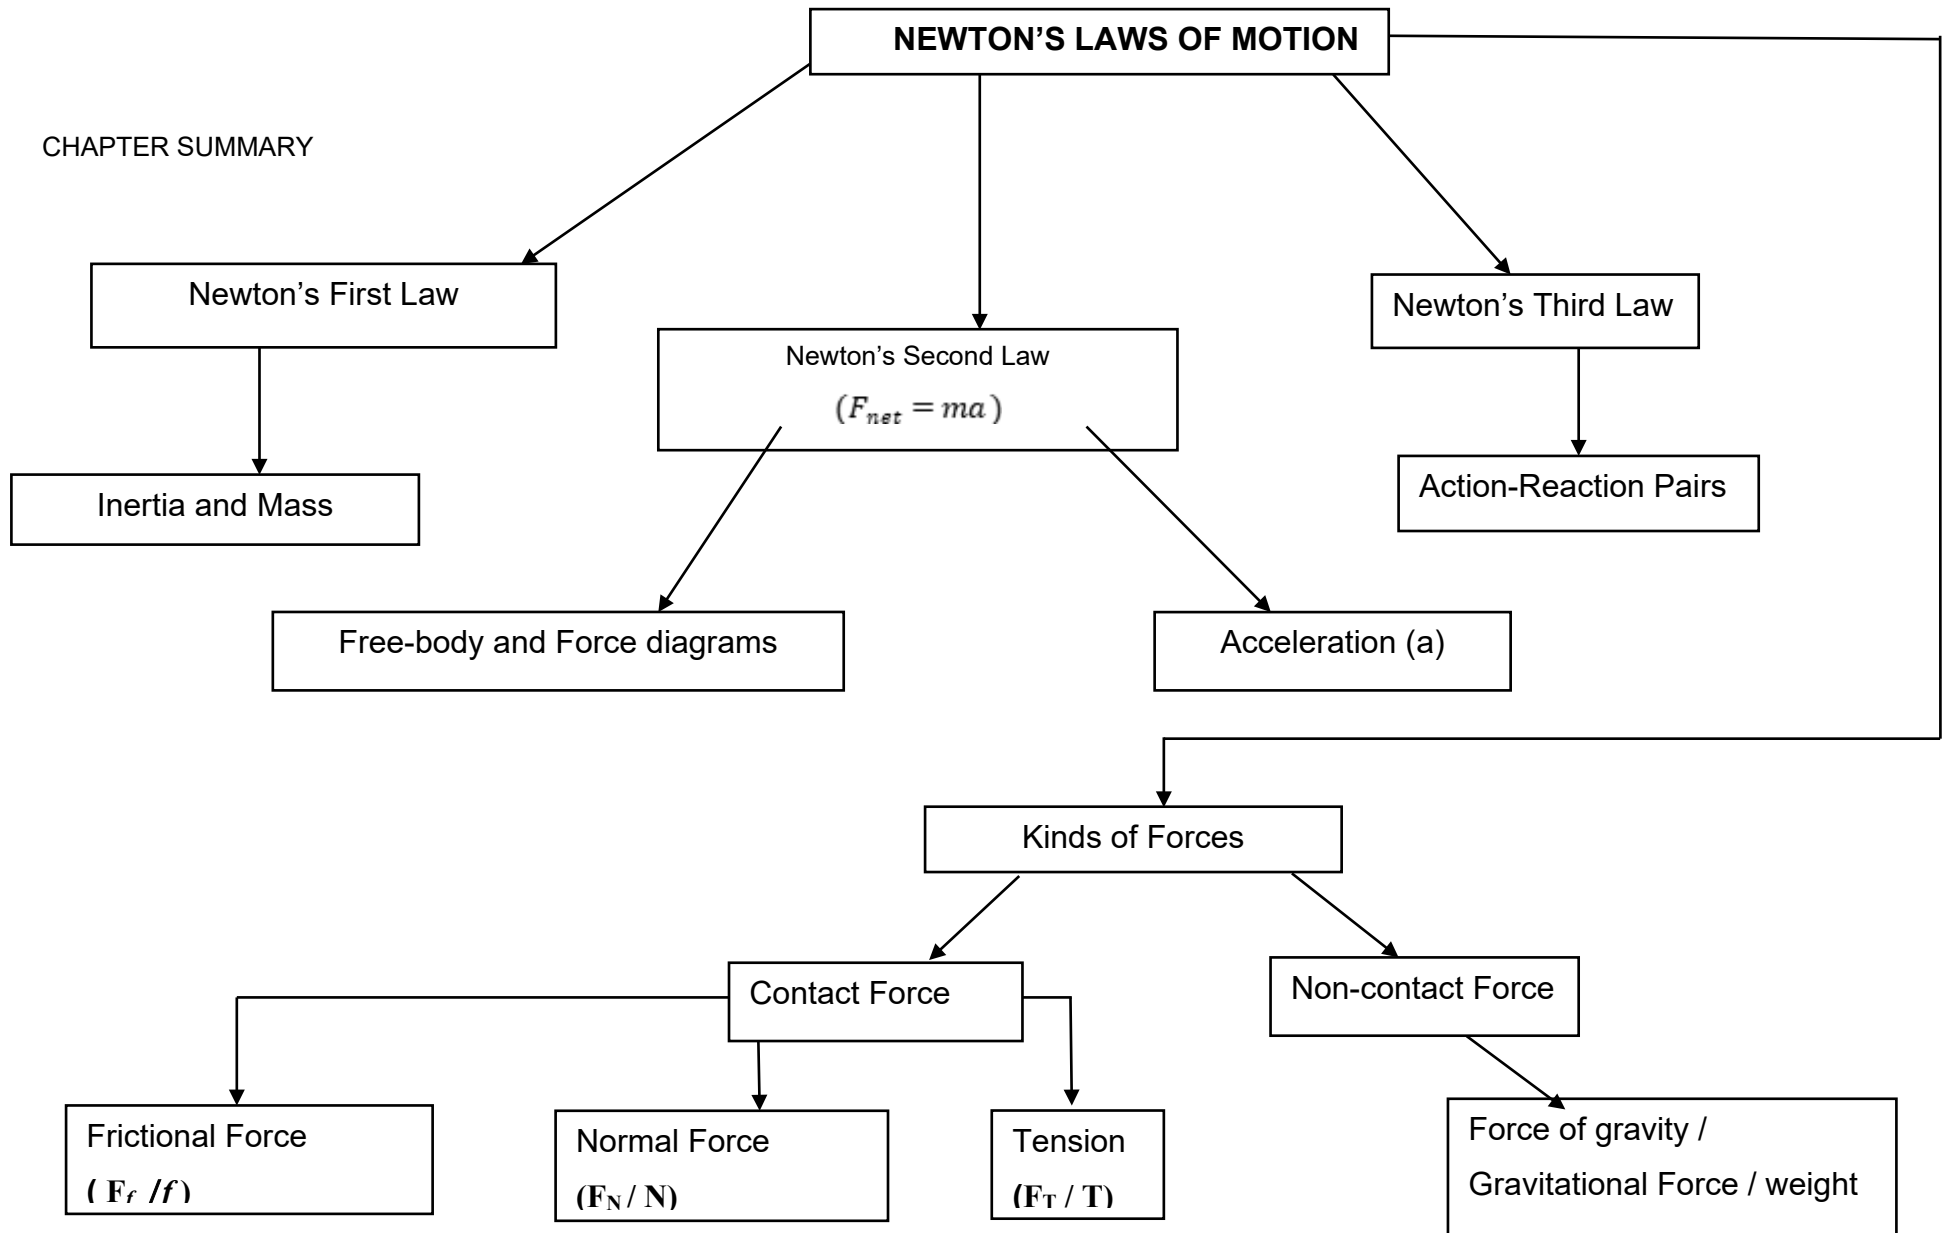 NEWTON’S LAWS OF MOTION
CHAPTER SUMMARY
Newton’s First Law
Newton’s Second Law
(F_net = ma)
Newton’s Third Law
Inertia and Mass
Action-Reaction Pairs
Free-body and Force diagrams
Acceleration (a)
Kinds of Forces
Contact Force
Non-contact Force
Frictional Force
( F_f /f )
Normal Force
(F_N / N)
Tension
(F_T / T)
Force of gravity /
Gravitational Force / weight